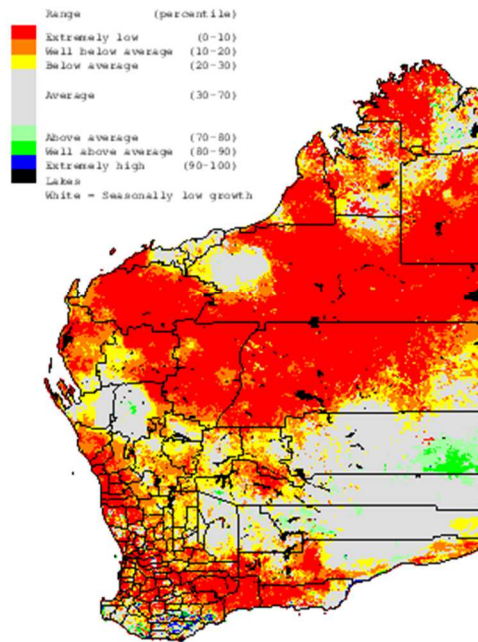 Range (percentile)
Extremely low (0-10)
Well below average (10-20)
Below average (20-30)
Average (30-70)
Above average (70-80)
Well above average (80-90)
Extremely high (90-100)
Lakes
White = Seasonally low growth